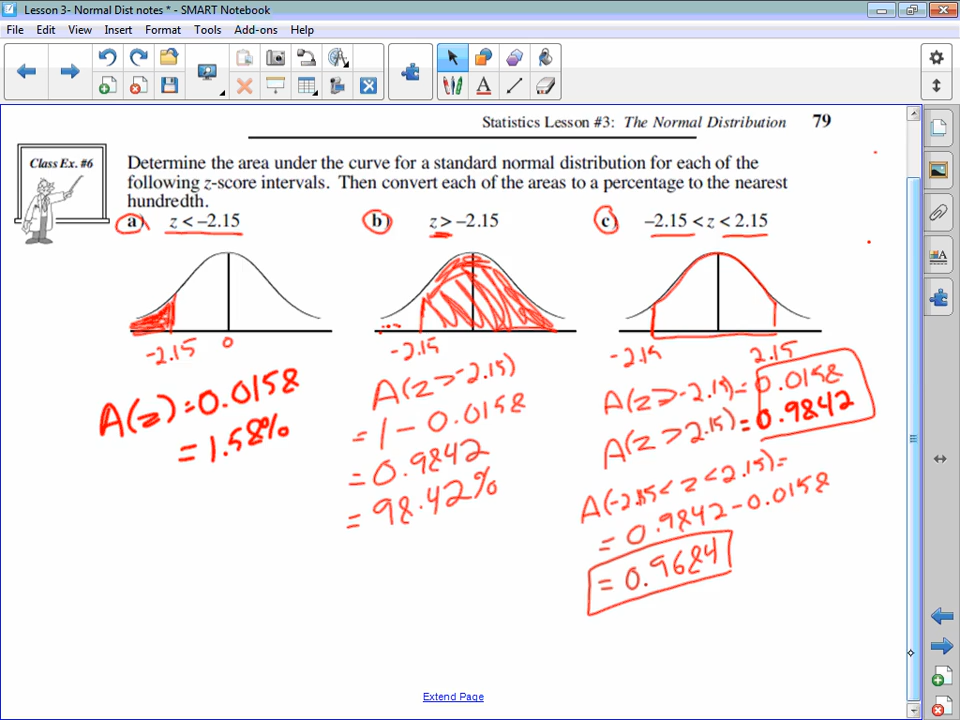 Lesson 3- Normal Dist notes * - SMART Notebook
File Edit View Insert Format Tools Add-ons Help
Statistics Lesson #3: The Normal Distribution 79
Class Ex. #6
Determine the area under the curve for a standard normal distribution for each of the
following z-score intervals. Then convert each of the areas to a percentage to the nearest
hundredth.
a) z < −2.15
b) z > −2.15
c) −2.15 < z < 2.15
-2.15 0
A(z)=0.0158
= 1.58%
-2.15
A(z>-2.15)
= 1 - 0.0158
= 0.9842
= 98.42%
-2.15 2.15
A(z>-2.15)= 0.0158
A(z>2.15)= 0.9842
A(-2.15< z < 2.15)=
= 0.9842-0.0158
= 0.9684
Extend Page